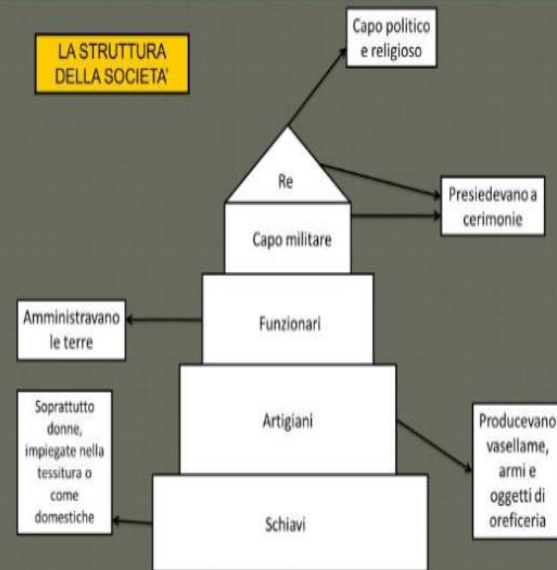 LA STRUTTURA
DELLA SOCIETA'
Capo politico
e religioso
Re
Presiedevano a
cerimonie
Capo militare
Amministravano
le terre
Funzionari
Soprattutto
donne,
impiegate nella
tessitura o
come
domestiche
Artigiani
Producevano
vasellame,
armi e
oggetti di
oreficeria
Schiavi